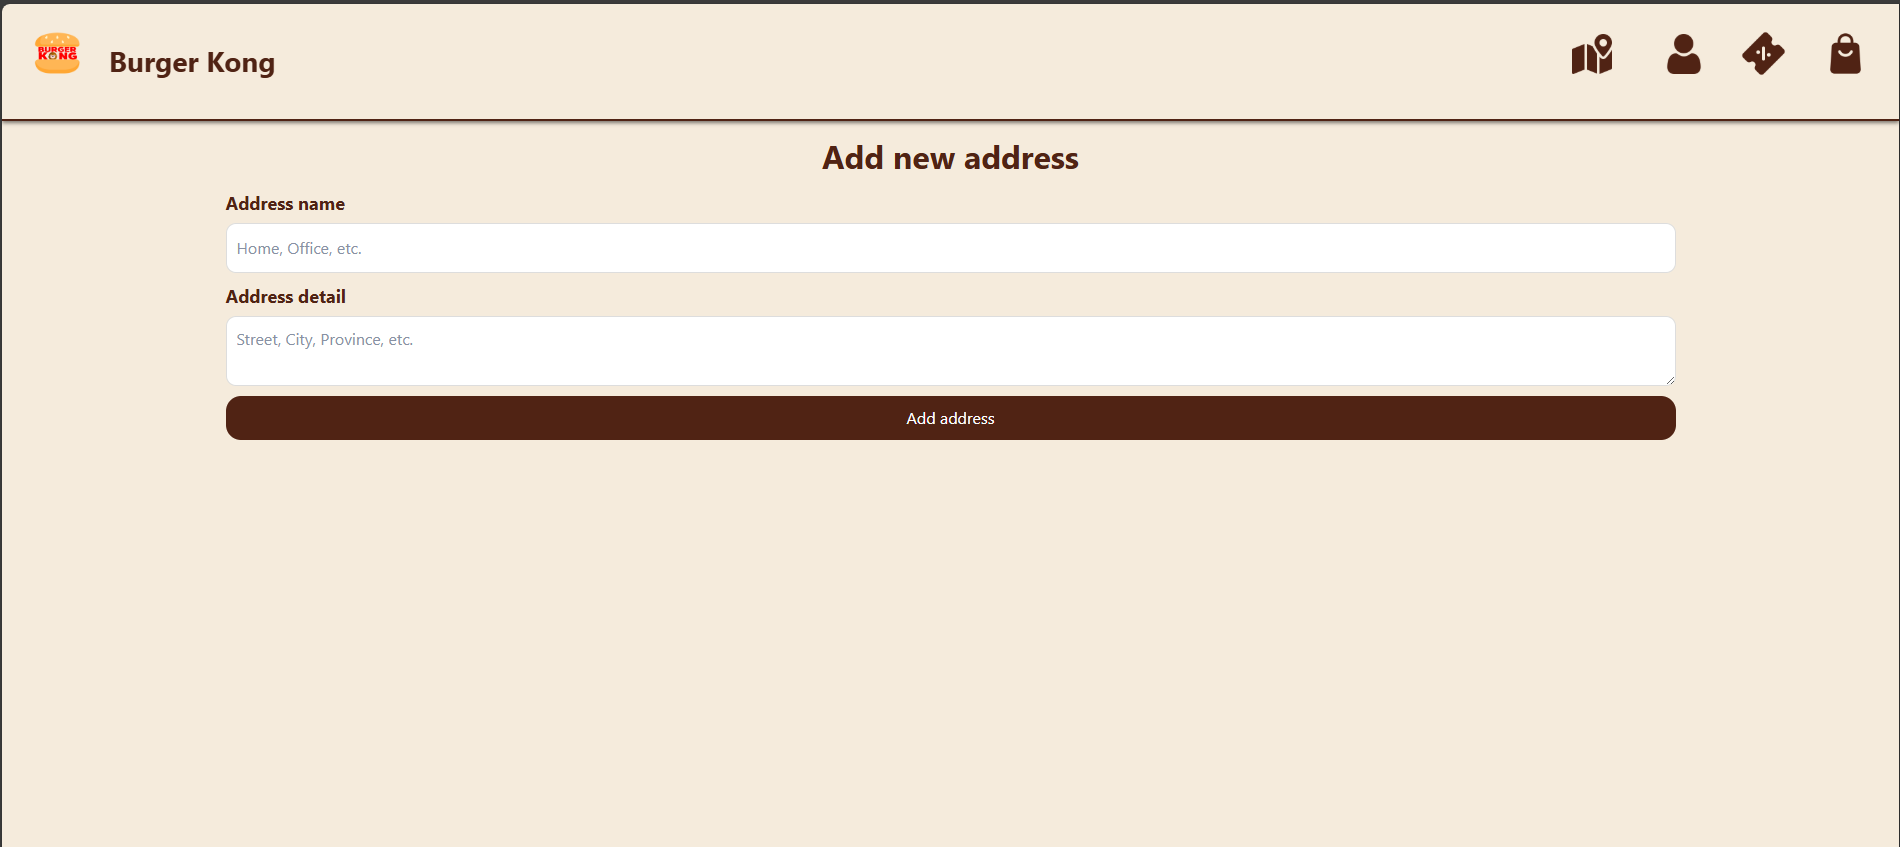 BURGER
KONG
Burger Kong
Add new address
Address name
Home, Office, etc.
Address detail
Street, City, Province, etc.
Add address